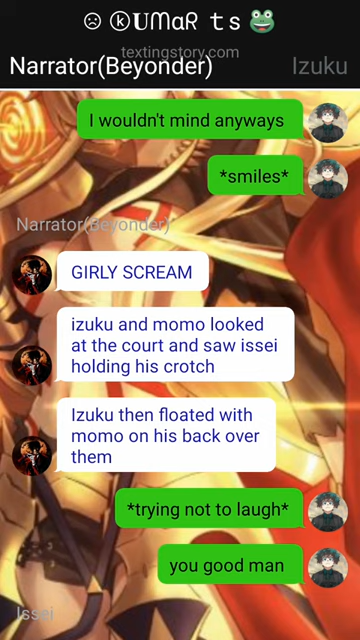 ☹ ⓚUMαR ts 🐸
textingstory.com
Narrator(Beyonder)
Izuku
I wouldn't mind anyways
*smiles*
Narrator(Beyonder)
GIRLY SCREAM
izuku and momo looked
at the court and saw issei
holding his crotch
Izuku then floated with
momo on his back over
them
*trying not to laugh*
you good man
Issei